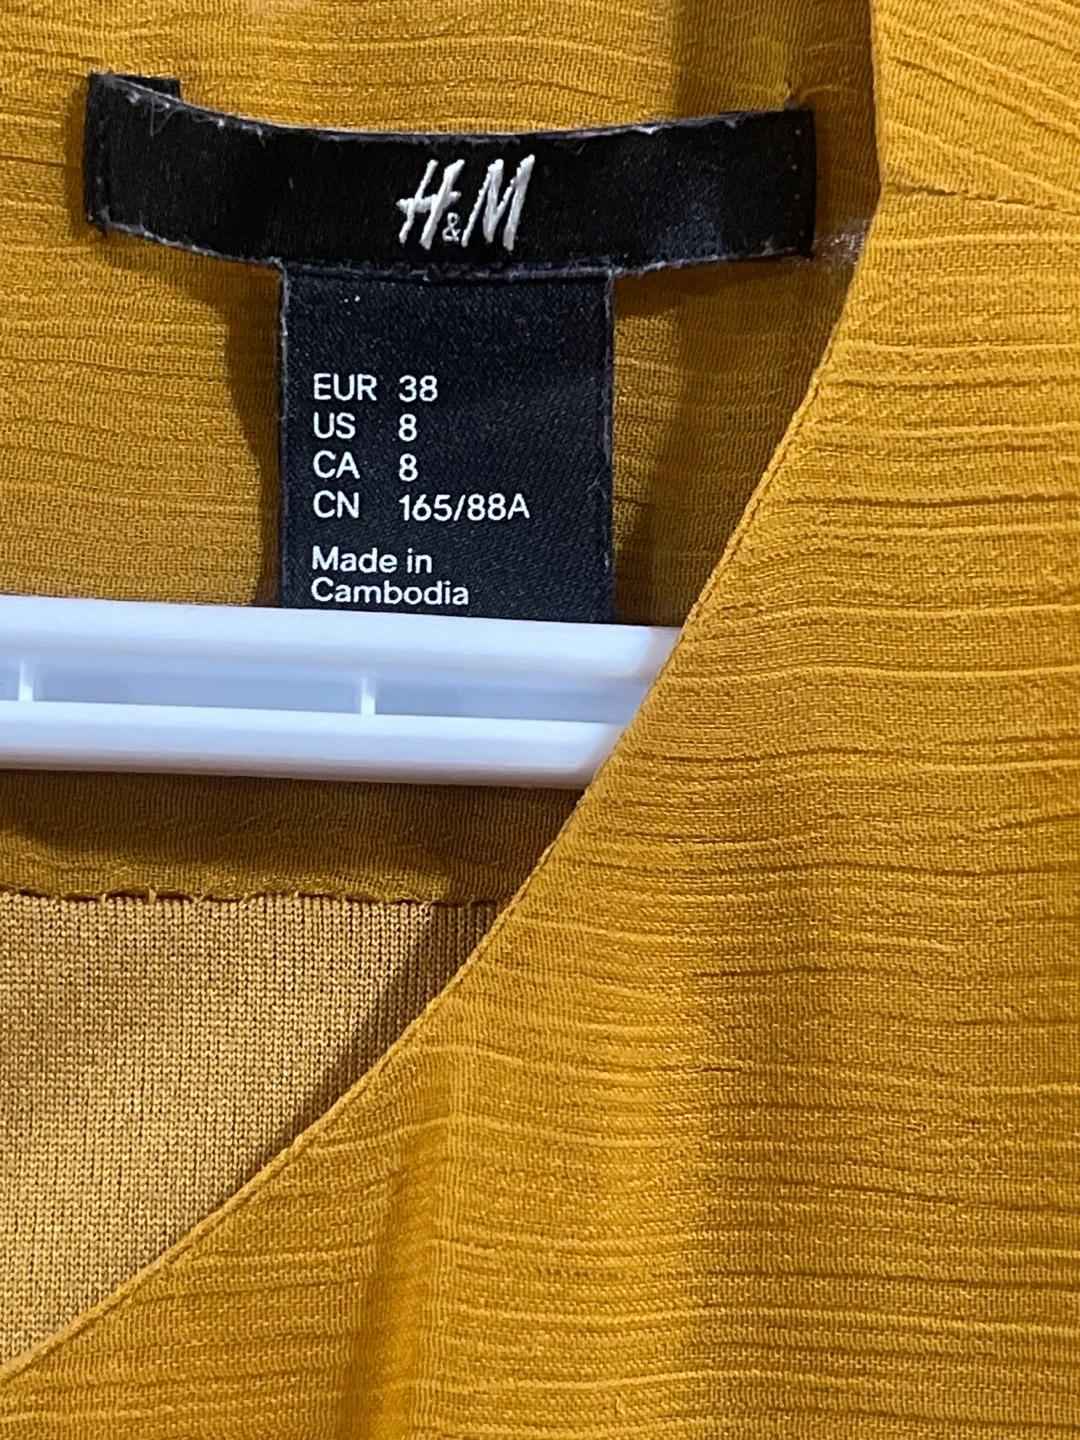 H&M
EUR 38
US 8
CA 8
CN 165/88A
Made in
Cambodia